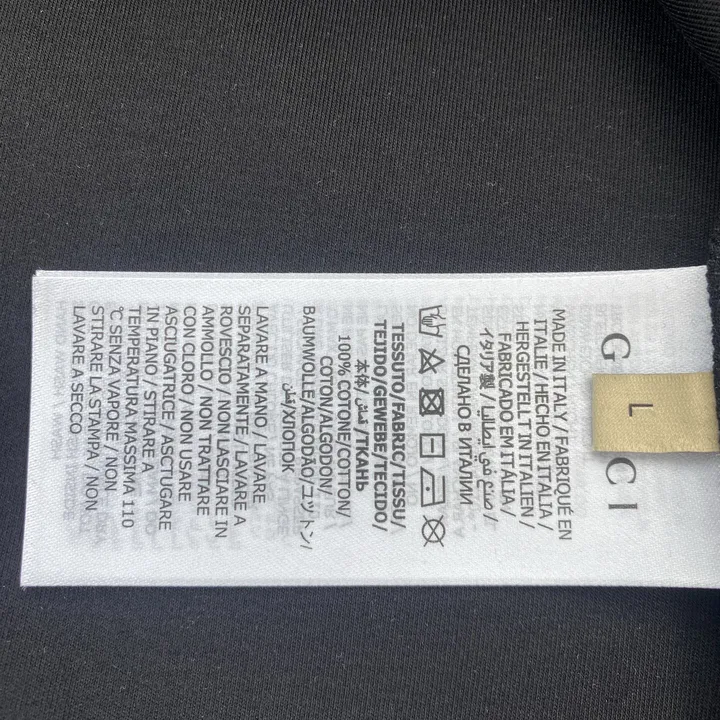 G CI
L
MADE IN ITALY / FABRIQUÉ EN
ITALIE / HECHO EN ITALIA /
HERGESTELLT IN ITALIEN /
FABRICADO EM ITALIA /
イタリア製 / صنع في إيطاليا /
СДЕЛАНО В ИТАЛИИ
TESSUTO/FABRIC/TISSU/
TEJIDO/GEWEBE/TECIDO/
本体/قماش/ТКАНЬ
100% COTONE/COTTON/
COTON/ALGODON/
BAUMWOLLE/ALGODÃO/コットン/
قطن/ХЛОПОК
LAVARE A MANO / LAVARE
SEPARATAMENTE / LAVARE A
ROVESCIO / NON LASCIARE IN
AMMOLLO / NON TRATTARE
CON CLORO / NON USARE
ASCIUGATRICE / ASCIUGARE
IN PIANO / STIRARE A
TEMPERATURA MASSIMA 110
°C SENZA VAPORE / NON
STIRARE LA STAMPA / NON
LAVARE A SECCO